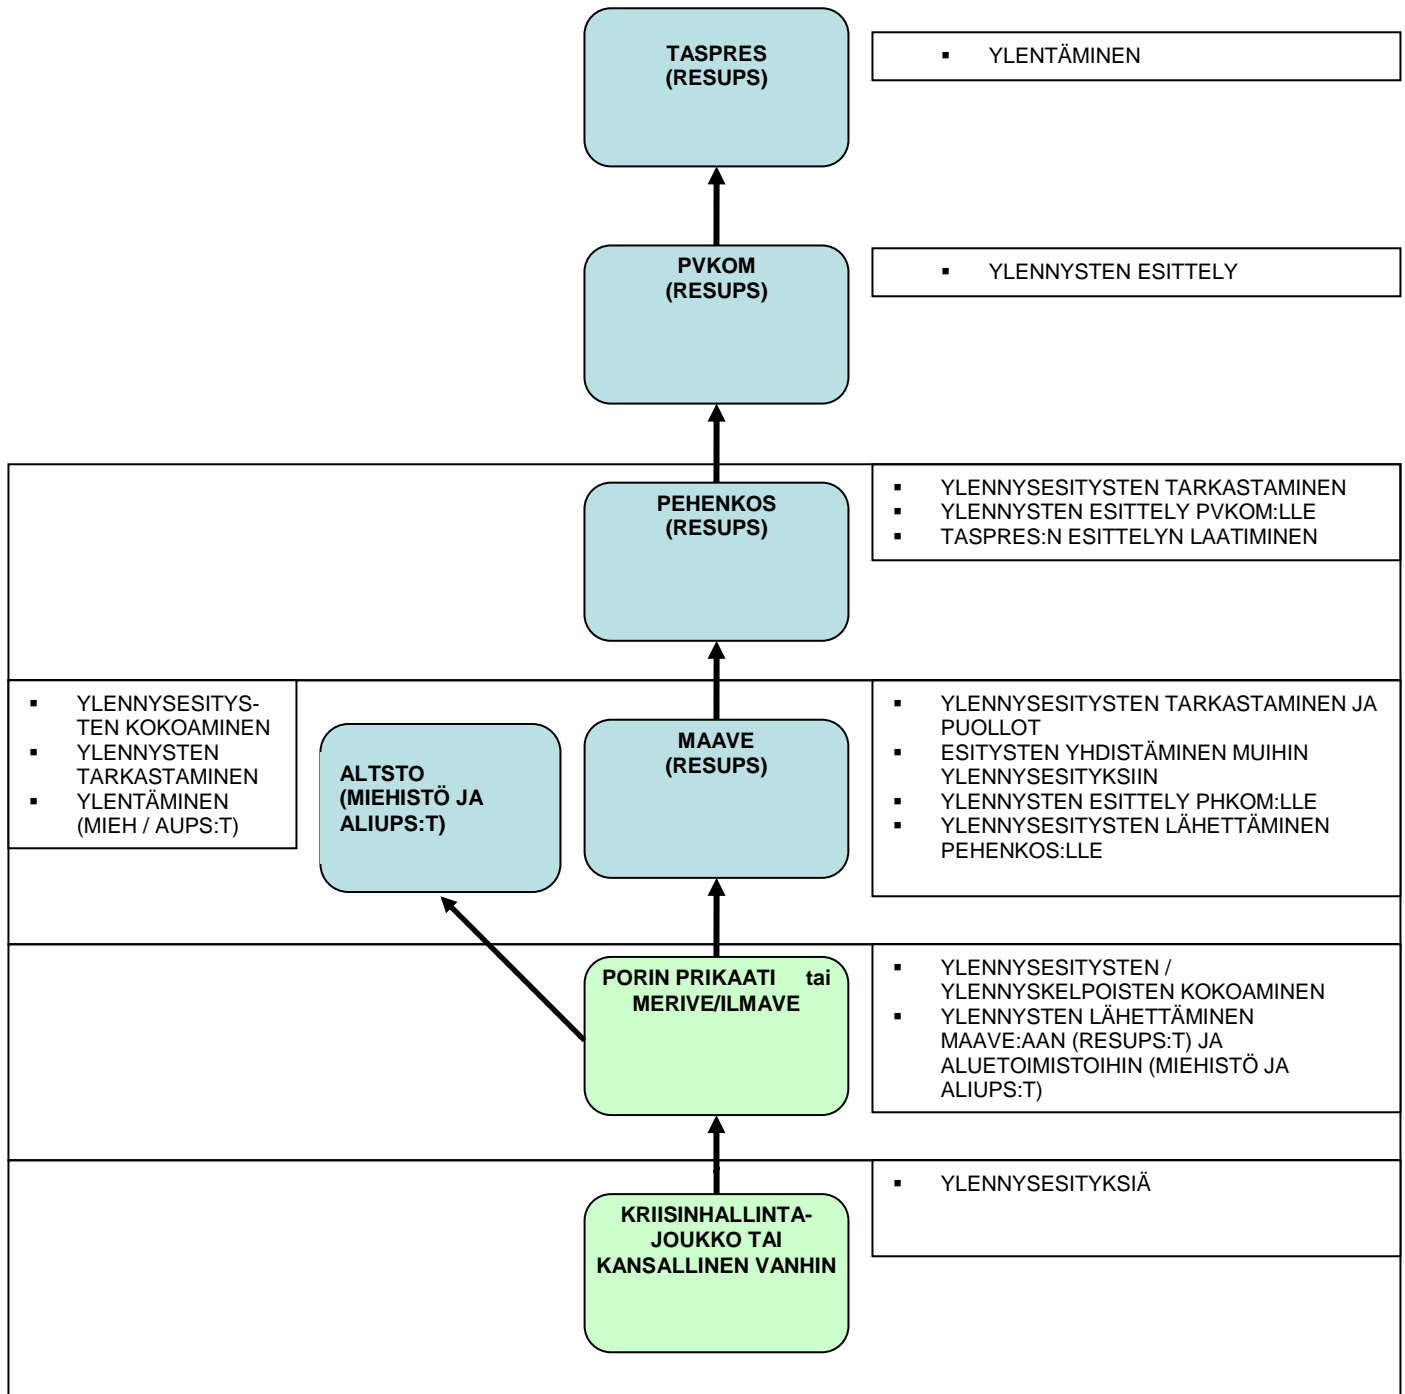 TASPRES
(RESUPS)
▪ YLENTÄMINEN
PVKOM
(RESUPS)
▪ YLENNYSTEN ESITTELY
PEHENKOS
(RESUPS)
▪ YLENNYSESITYSTEN TARKASTAMINEN
▪ YLENNYSTEN ESITTELY PVKOM:LLE
▪ TASPRES:N ESITTELYN LAATIMINEN
▪ YLENNYSESITYS-
TEN KOKOAMINEN
▪ YLENNYSTEN
TARKASTAMINEN
▪ YLENTÄMINEN
(MIEH / AUPS:T)
ALTSTO
(MIEHISTÖ JA
ALIUPS:T)
MAAVE
(RESUPS)
▪ YLENNYSESITYSTEN TARKASTAMINEN JA
PUOLLOT
▪ ESITYSTEN YHDISTÄMINEN MUIHIN
YLENNYSESITYKSIIN
▪ YLENNYSTEN ESITTELY PHKOM:LLE
▪ YLENNYSESITYSTEN LÄHETTÄMINEN
PEHENKOS:LLE
PORIN PRIKAATI tai
MERIVE/ILMAVE
▪ YLENNYSESITYSTEN /
YLENNYSKELPOISTEN KOKOAMINEN
▪ YLENNYSTEN LÄHETTÄMINEN
MAAVE:AAN (RESUPS:T) JA
ALUETOIMISTOIHIN (MIEHISTÖ JA
ALIUPS:T)
KRIISINHALLINTA-
JOUKKO TAI
KANSALLINEN VANHIN
▪ YLENNYSESITYKSIÄ